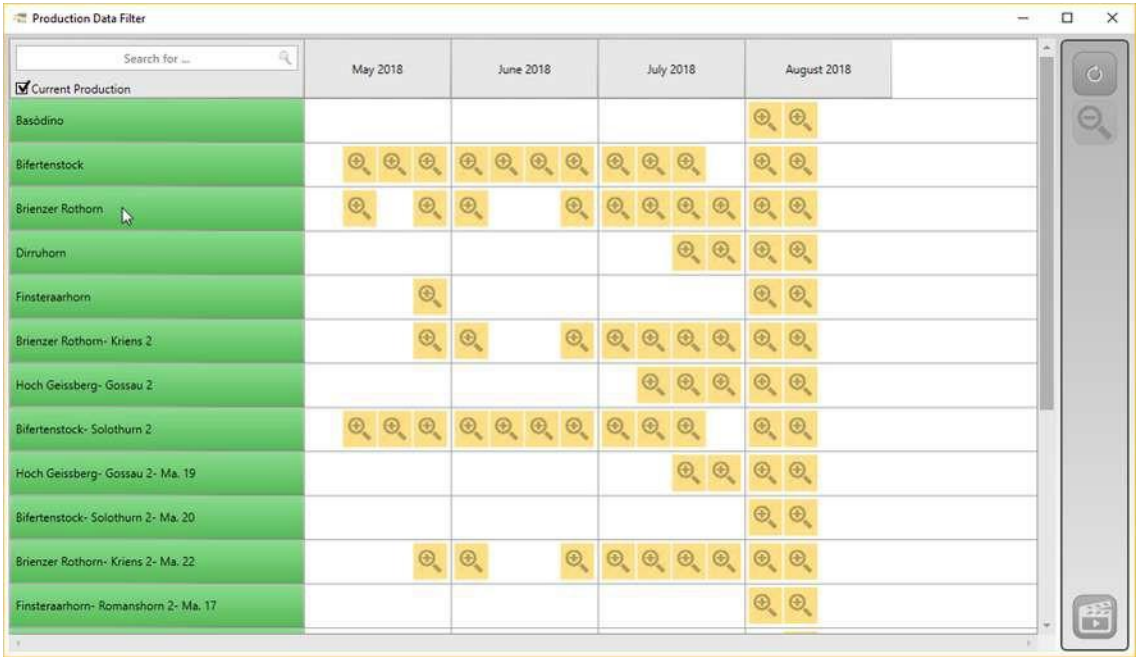 Production Data Filter
Search for ...
Current Production
May 2018
June 2018
July 2018
August 2018
Basòdino
Bifertenstock
Brienzer Rothorn
Dirruhorn
Finsteraarhorn
Brienzer Rothorn- Kriens 2
Hoch Geissberg- Gossau 2
Bifertenstock- Solothurn 2
Hoch Geissberg- Gossau 2- Ma. 19
Bifertenstock- Solothurn 2- Ma. 20
Brienzer Rothorn- Kriens 2- Ma. 22
Finsteraarhorn- Romanshorn 2- Ma. 17